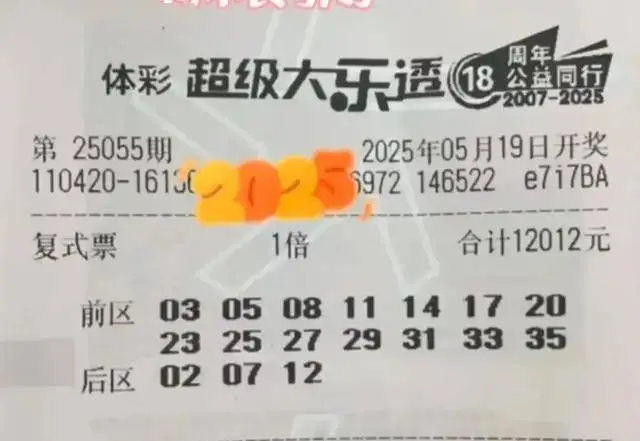 体彩 超级大乐透 18 周年 公益同行 2007-2025
第 25055期 2025年05月19日开奖
110420-1613 2025 6972 146522 e7i7BA
复式票 1倍 合计12012元
前区 03 05 08 11 14 17 20
23 25 27 29 31 33 35
后区 02 07 12